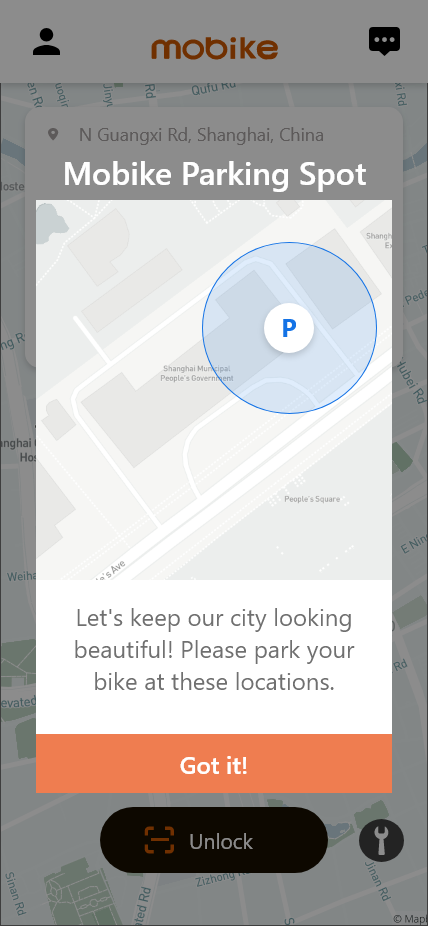 mobike
Qufu Rd
N Guangxi Rd, Shanghai, China
Mobike Parking Spot
P
Shanghai Municipal
People's Government
People's Square
Let's keep our city looking
beautiful! Please park your
bike at these locations.
Got it!
Unlock
Zizhong
Sinan Rd
Jinan Rd
© Mapl